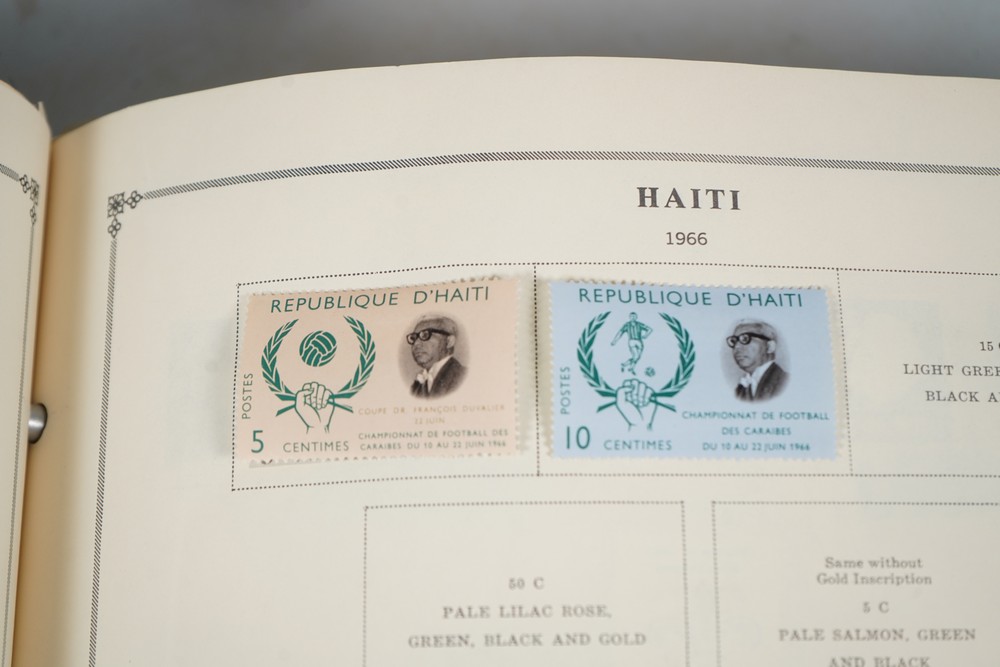 HAITI
1966
REPUBLIQUE D'HAITI
POSTES
COUPE DR. FRANÇOIS DUVALIER
22 JUIN
CHAMPIONNAT DE FOOTBALL DES
CARAIBES. DU 10 AU 22 JUIN 1966
5 CENTIMES
REPUBLIQUE D'HAITI
POSTES
CHAMPIONNAT DE FOOTBALL
DES CARAIBES
DU 10 AU 22 JUIN 1966
10 CENTIMES
15
LIGHT GREE
BLACK A
50 C
PALE LILAC ROSE,
GREEN, BLACK AND GOLD
Same without
Gold Inscription
5 C
PALE SALMON, GREEN
AND BLACK